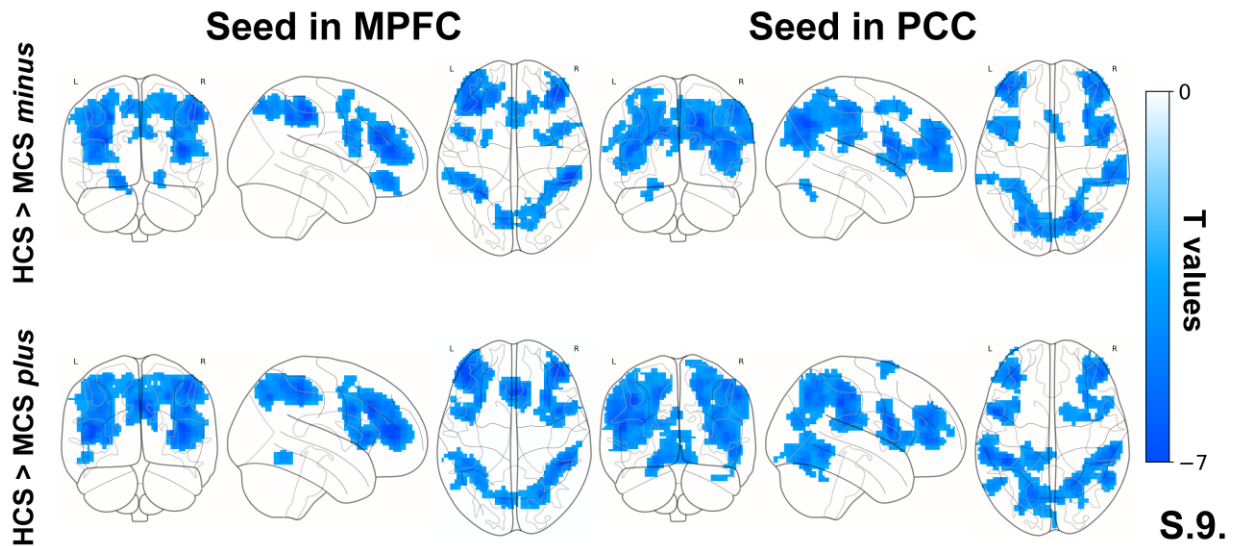 Seed in MPFC
Seed in PCC
HCS > MCS minus
L R
L R
L R
L R
0
T values
-7
HCS > MCS plus
L R
L R
L R
L R
S.9.